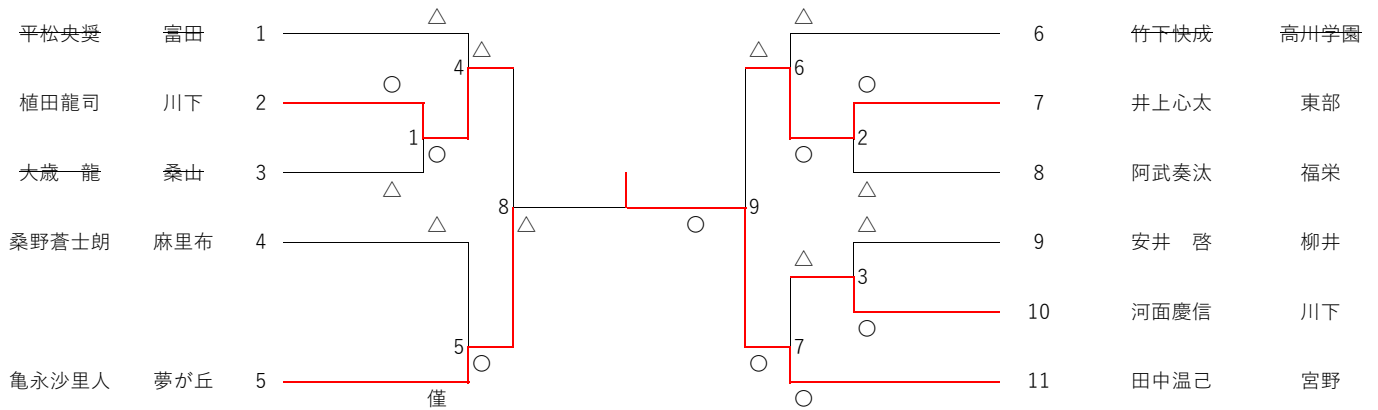 平松央奨 富田 1 △ △ 6 竹下快成 高川学園
4 △ △ 6
植田龍司 川下 2 ○ ○ 7 井上心太 東部
1 ○ ○ 2
大歳 龍 桑山 3 △ △ 8 阿武奏汰 福栄
8 △ ○ 9
桑野蒼士朗 麻里布 4 △ △ 9 安井 啓 柳井
△ 3
○ 10 河面慶信 川下
5 ○ ○ 7
亀永沙里人 夢が丘 5 僅 ○ 11 田中温己 宮野